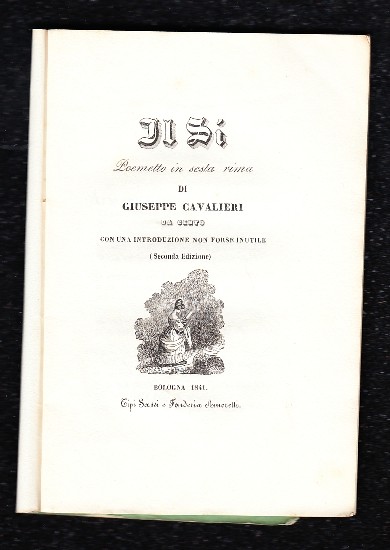 Il Sì
Poemetto in sesta rima
DI
GIUSEPPE CAVALIERI
DA CENTO
CON UNA INTRODUZIONE NON FORSE INUTILE
(Seconda Edizione)
BOLOGNA 1841.
Tipi Sassi e Fonderia Amoretti.